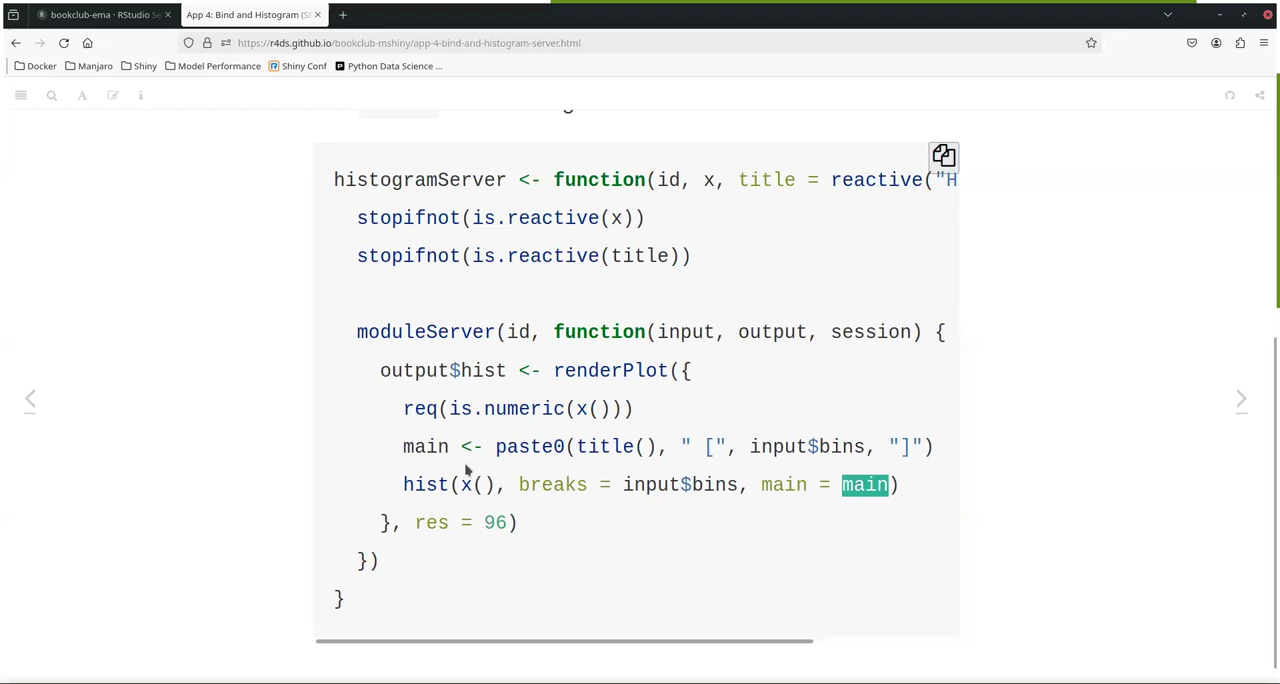 bookclub-ema · RStudio Se
App 4: Bind and Histogram (SE
https://r4ds.github.io/bookclub-mshiny/app-4-bind-and-histogram-server.html
Docker Manjaro Shiny Model Performance Shiny Conf Python Data Science ...
histogramServer <- function(id, x, title = reactive("H
stopifnot(is.reactive(x))
stopifnot(is.reactive(title))
moduleServer(id, function(input, output, session) {
output$hist <- renderPlot({
req(is.numeric(x()))
main <- paste0(title(), " [", input$bins, "]")
hist(x(), breaks = input$bins, main = main)
}, res = 96)
})
}